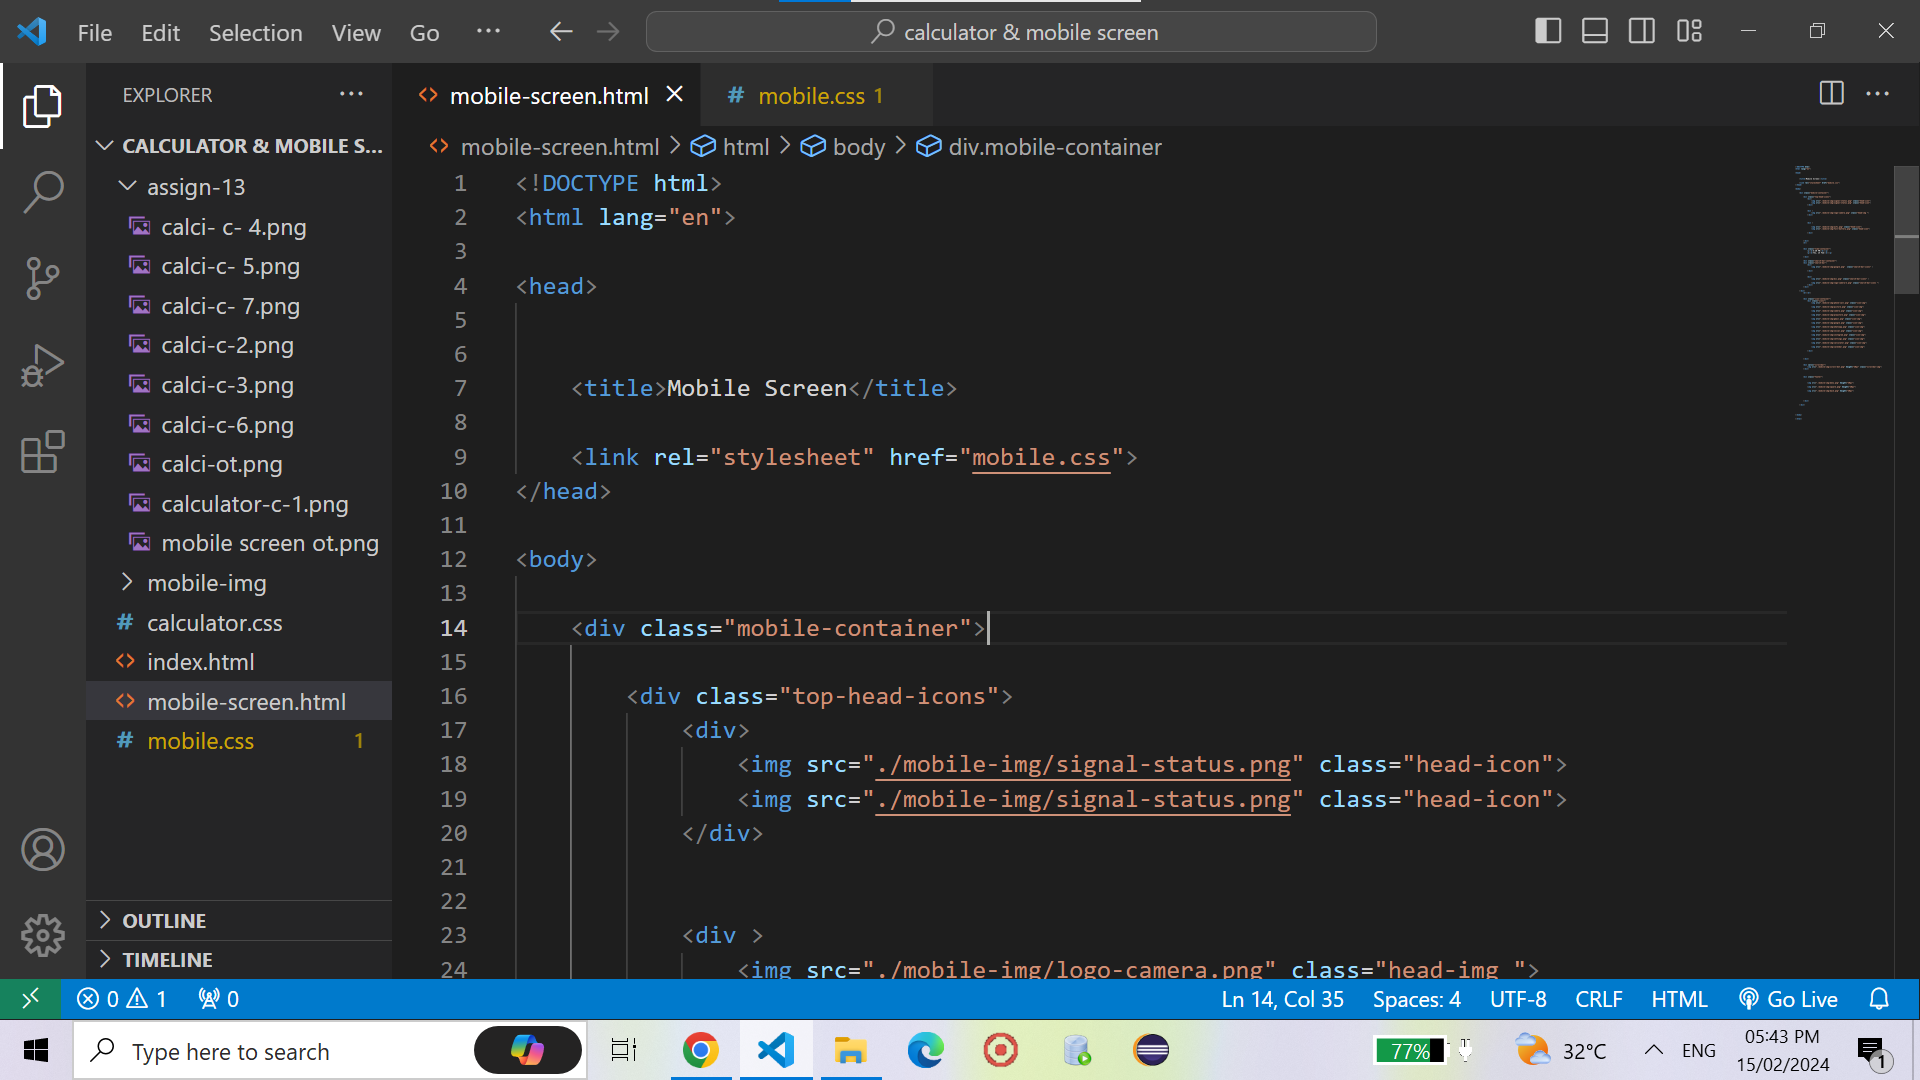 File Edit Selection View Go ··· calculator & mobile screen
EXPLORER ···
CALCULATOR & MOBILE S...
assign-13
calci- c- 4.png
calci-c- 5.png
calci-c- 7.png
calci-c-2.png
calci-c-3.png
calci-c-6.png
calci-ot.png
calculator-c-1.png
mobile screen ot.png
mobile-img
# calculator.css
<> index.html
<> mobile-screen.html
# mobile.css 1
OUTLINE
TIMELINE
<> mobile-screen.html # mobile.css 1
<> mobile-screen.html > html > body > div.mobile-container
1 <!DOCTYPE html>
2 <html lang="en">
3
4 <head>
5
6
7 <title>Mobile Screen</title>
8
9 <link rel="stylesheet" href="mobile.css">
10 </head>
11
12 <body>
13
14 <div class="mobile-container">
15
16 <div class="top-head-icons">
17 <div>
18 <img src="./mobile-img/signal-status.png" class="head-icon">
19 <img src="./mobile-img/signal-status.png" class="head-icon">
20 </div>
21
22
23 <div >
24 <img src="./mobile-img/logo-camera.png" class="head-img ">
0 1 0 Ln 14, Col 35 Spaces: 4 UTF-8 CRLF HTML Go Live
Type here to search 77% 32°C ENG 05:43 PM
15/02/2024 1